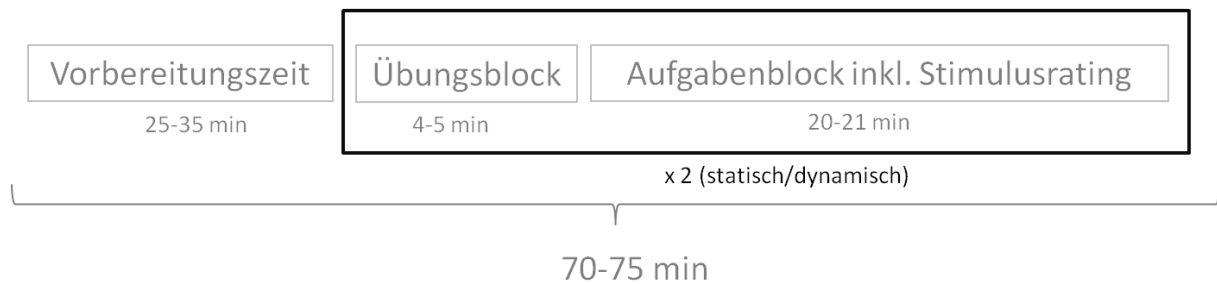 Vorbereitungszeit
Übungsblock
Aufgabenblock inkl. Stimulusrating
25-35 min
4-5 min
20-21 min
x 2 (statisch/dynamisch)
70-75 min